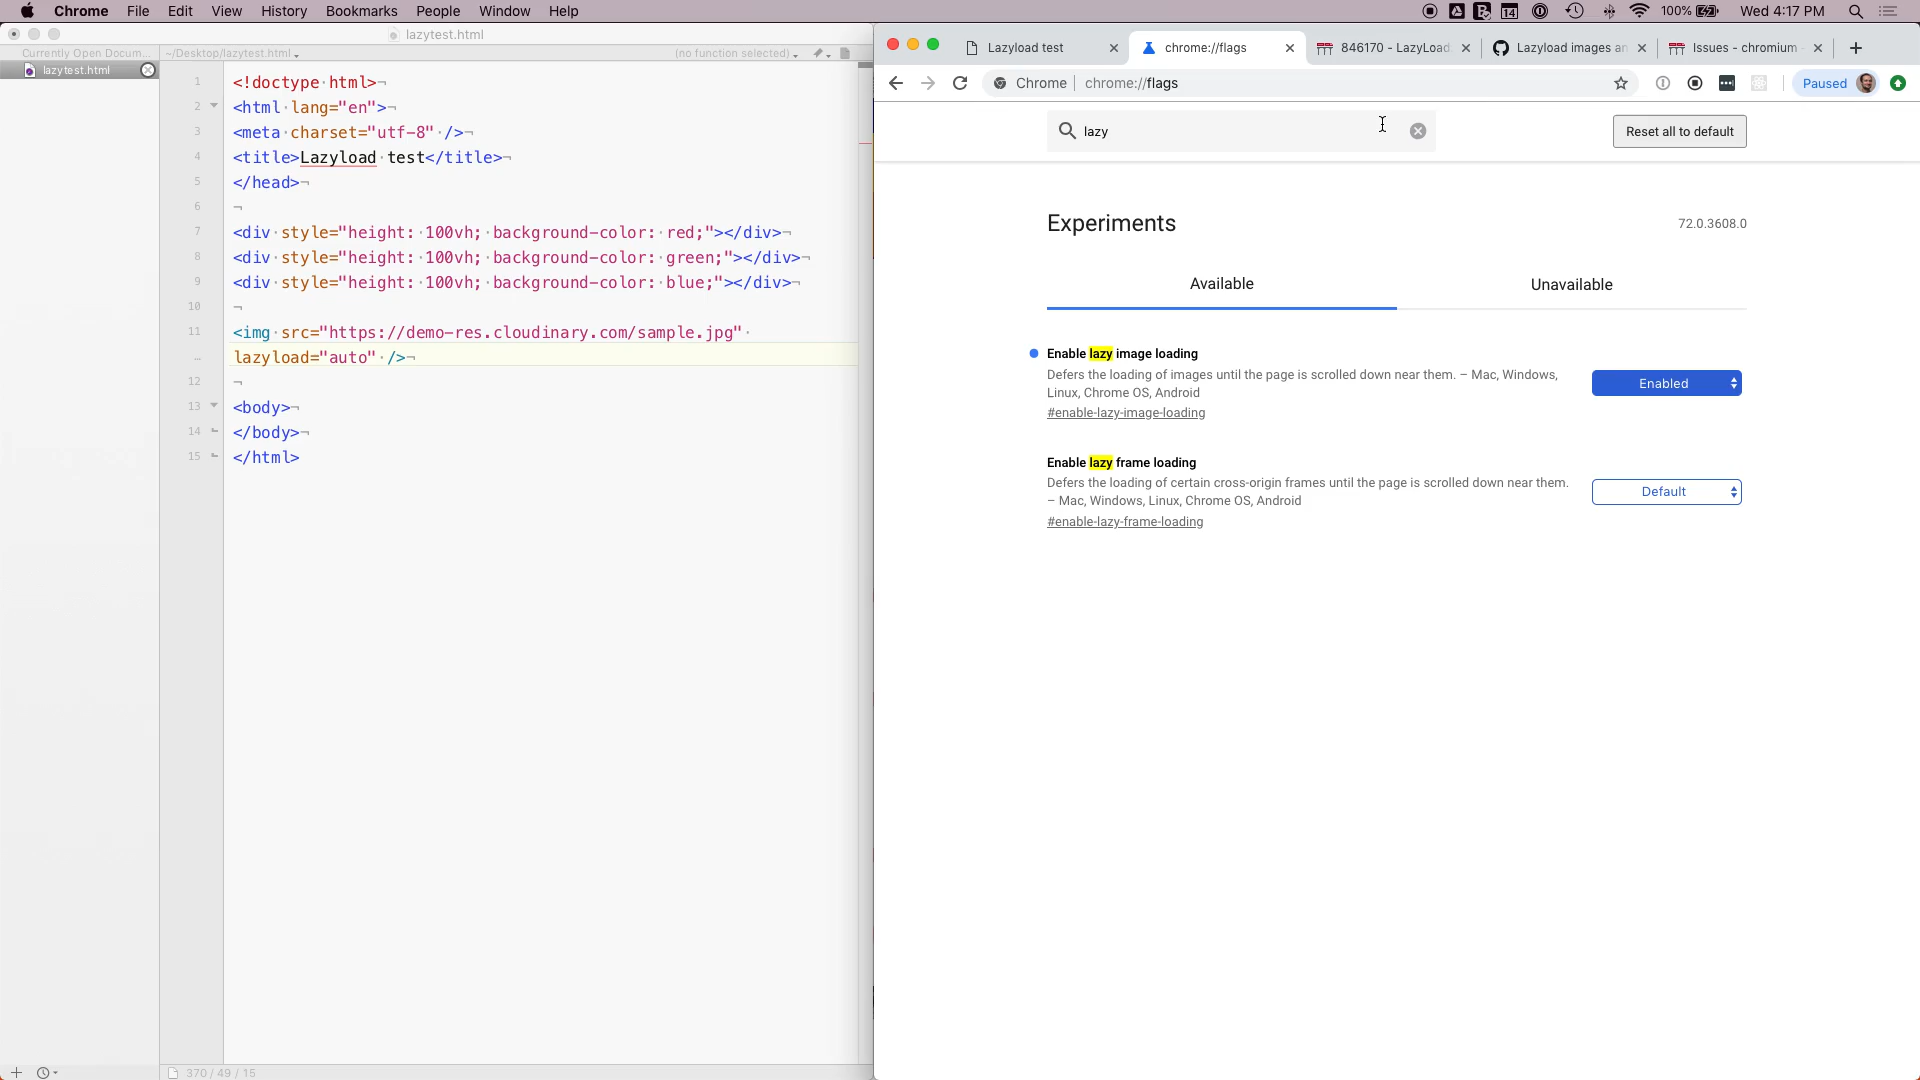 Chrome File Edit View History Bookmarks People Window Help
14 100% Wed 4:17 PM
lazytest.html
Currently Open Docum...
~/Desktop/lazytest.html
(no function selected)
lazytest.html
1 <!doctype·html>¬
2 <html·lang="en">¬
3 <meta·charset="utf-8"·/>¬
4 <title>Lazyload·test</title>¬
5 </head>¬
6 ¬
7 <div·style="height:·100vh;·background-color:·red;"></div>¬
8 <div·style="height:·100vh;·background-color:·green;"></div>¬
9 <div·style="height:·100vh;·background-color:·blue;"></div>¬
10 ¬
11 <img·src="https://demo-res.cloudinary.com/sample.jpg"·
… lazyload="auto"·/>¬
12 ¬
13 <body>¬
14 </body>¬
15 </html>
370 / 49 / 15
Lazyload test
chrome://flags
846170 - LazyLoad
Lazyload images an
Issues - chromium -
Chrome | chrome://flags
Paused
lazy
Reset all to default
Experiments
72.0.3608.0
Available
Unavailable
Enable lazy image loading
Defers the loading of images until the page is scrolled down near them. – Mac, Windows,
Linux, Chrome OS, Android
#enable-lazy-image-loading
Enabled
Enable lazy frame loading
Defers the loading of certain cross-origin frames until the page is scrolled down near them.
– Mac, Windows, Linux, Chrome OS, Android
#enable-lazy-frame-loading
Default